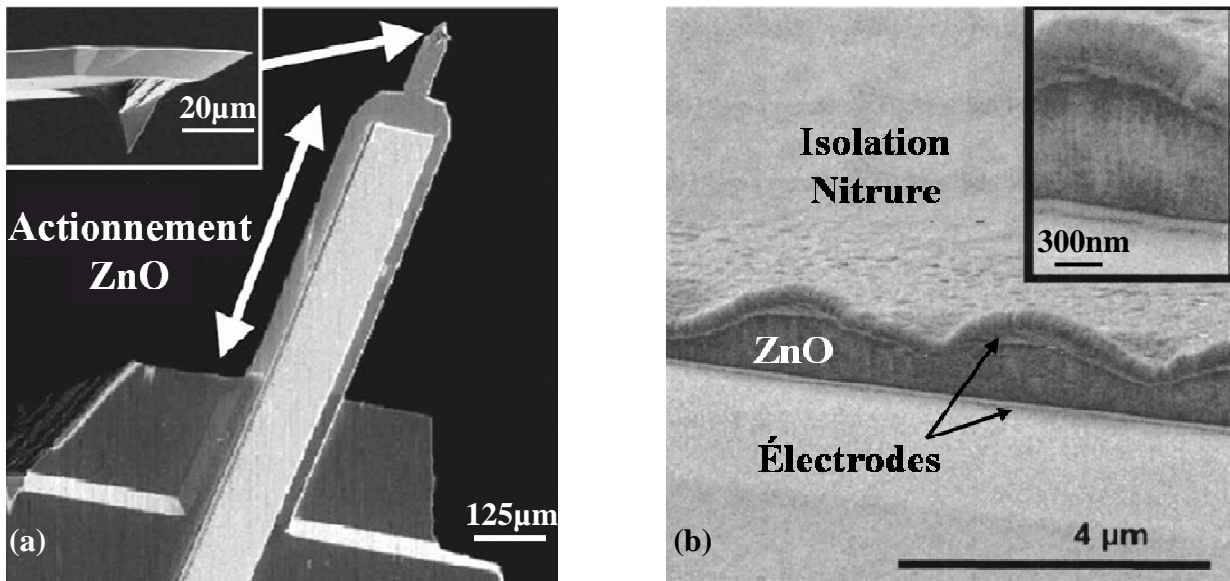 20µm
Actionnement
ZnO
125µm
(a)
Isolation
Nitrure
300nm
ZnO
Électrodes
4 µm
(b)